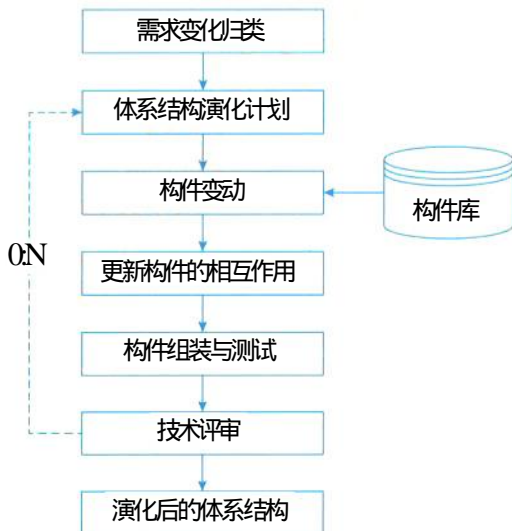 需求变化归类
体系结构演化计划
构件变动
构件库
0:N
更新构件的相互作用
构件组装与测试
技术评审
演化后的体系结构